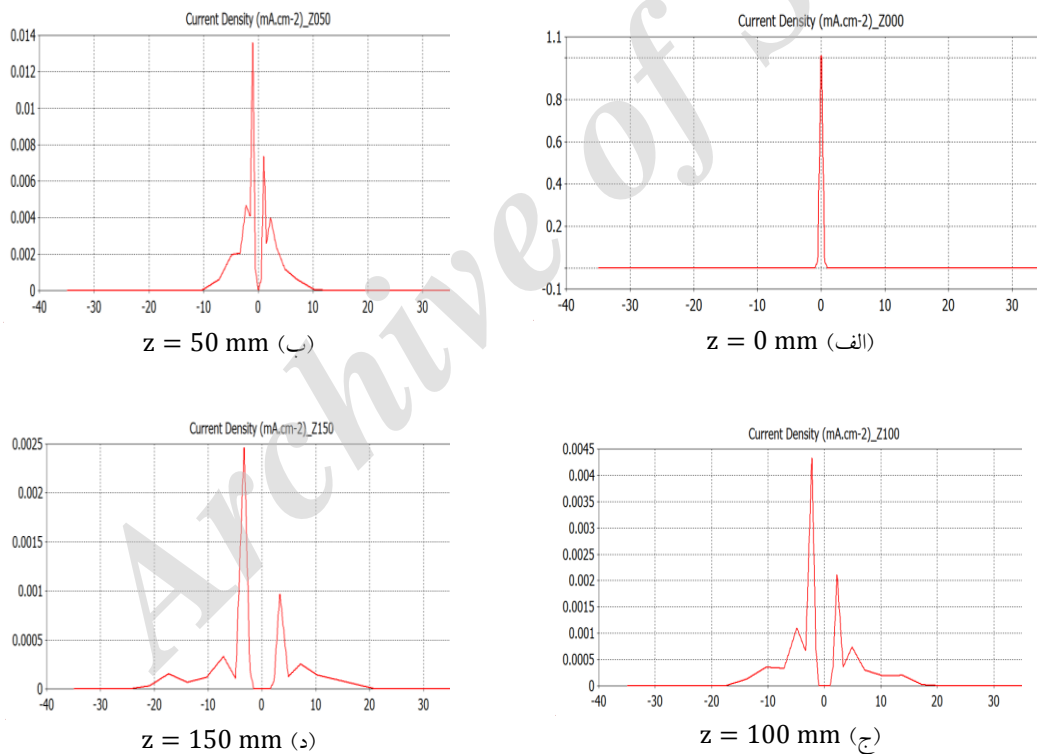 Current Density (mA.cm-2)_Z000
1.1
0.8
0.6
0.4
0.2
-0.1
-40 -30 -20 -10 0 10 20 30
(الف) z = 0 mm
Current Density (mA.cm-2)_Z050
0.014
0.012
0.01
0.008
0.006
0.004
0.002
0
-40 -30 -20 -10 0 10 20 30
(ب) z = 50 mm
Current Density (mA.cm-2)_Z100
0.0045
0.004
0.0035
0.003
0.0025
0.002
0.0015
0.001
0.0005
0
-40 -30 -20 -10 0 10 20 30
(ج) z = 100 mm
Current Density (mA.cm-2)_Z150
0.0025
0.002
0.0015
0.001
0.0005
0
-40 -30 -20 -10 0 10 20 30
(د) z = 150 mm
Archive of